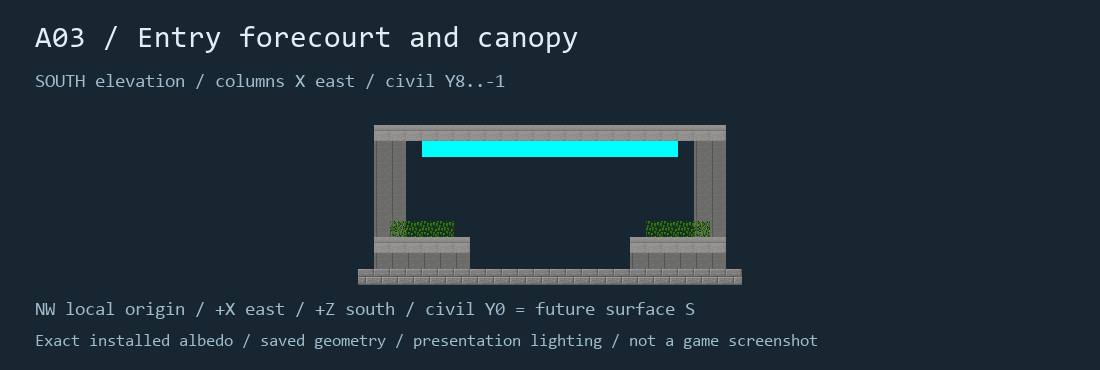 A03 / Entry forecourt and canopy
SOUTH elevation / columns X east / civil Y8..-1
NW local origin / +X east / +Z south / civil Y0 = future surface S
Exact installed albedo / saved geometry / presentation lighting / not a game screenshot